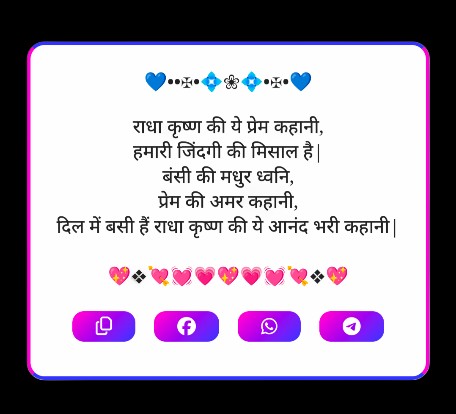 💙••✠•💠❀💠•✠•💙
राधा कृष्ण की ये प्रेम कहानी,
हमारी जिंदगी की मिसाल है|
बंसी की मधुर ध्वनि,
प्रेम की अमर कहानी,
दिल में बसी हैं राधा कृष्ण की ये आनंद भरी कहानी|
💖❖💘💓💗💖💗💓💘❖💖